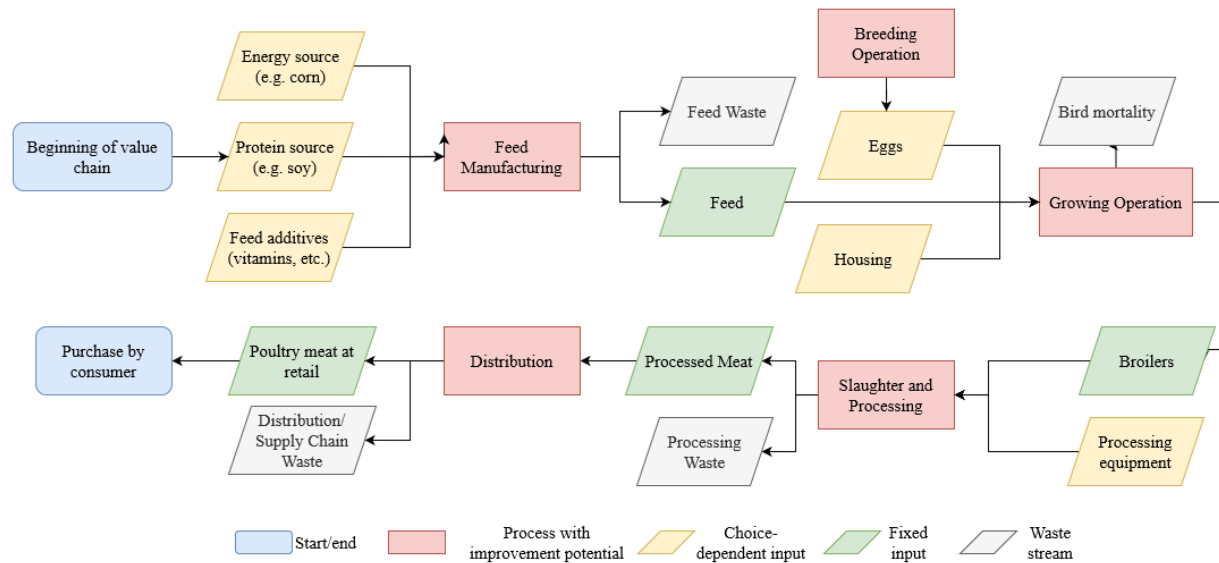 Breeding
Operation
Energy source
(e.g. corn)
Feed Waste
Bird mortality
Beginning of value
chain
Protein source
(e.g. soy)
Feed
Manufacturing
Eggs
Feed
Growing Operation
Feed additives
(vitamins, etc.)
Housing
Purchase by
consumer
Poultry meat at
retail
Distribution
Processed Meat
Slaughter and
Processing
Broilers
Distribution/
Supply Chain
Waste
Processing
Waste
Processing
equipment
Start/end
Process with
improvement potential
Choice-
dependent input
Fixed
input
Waste
stream